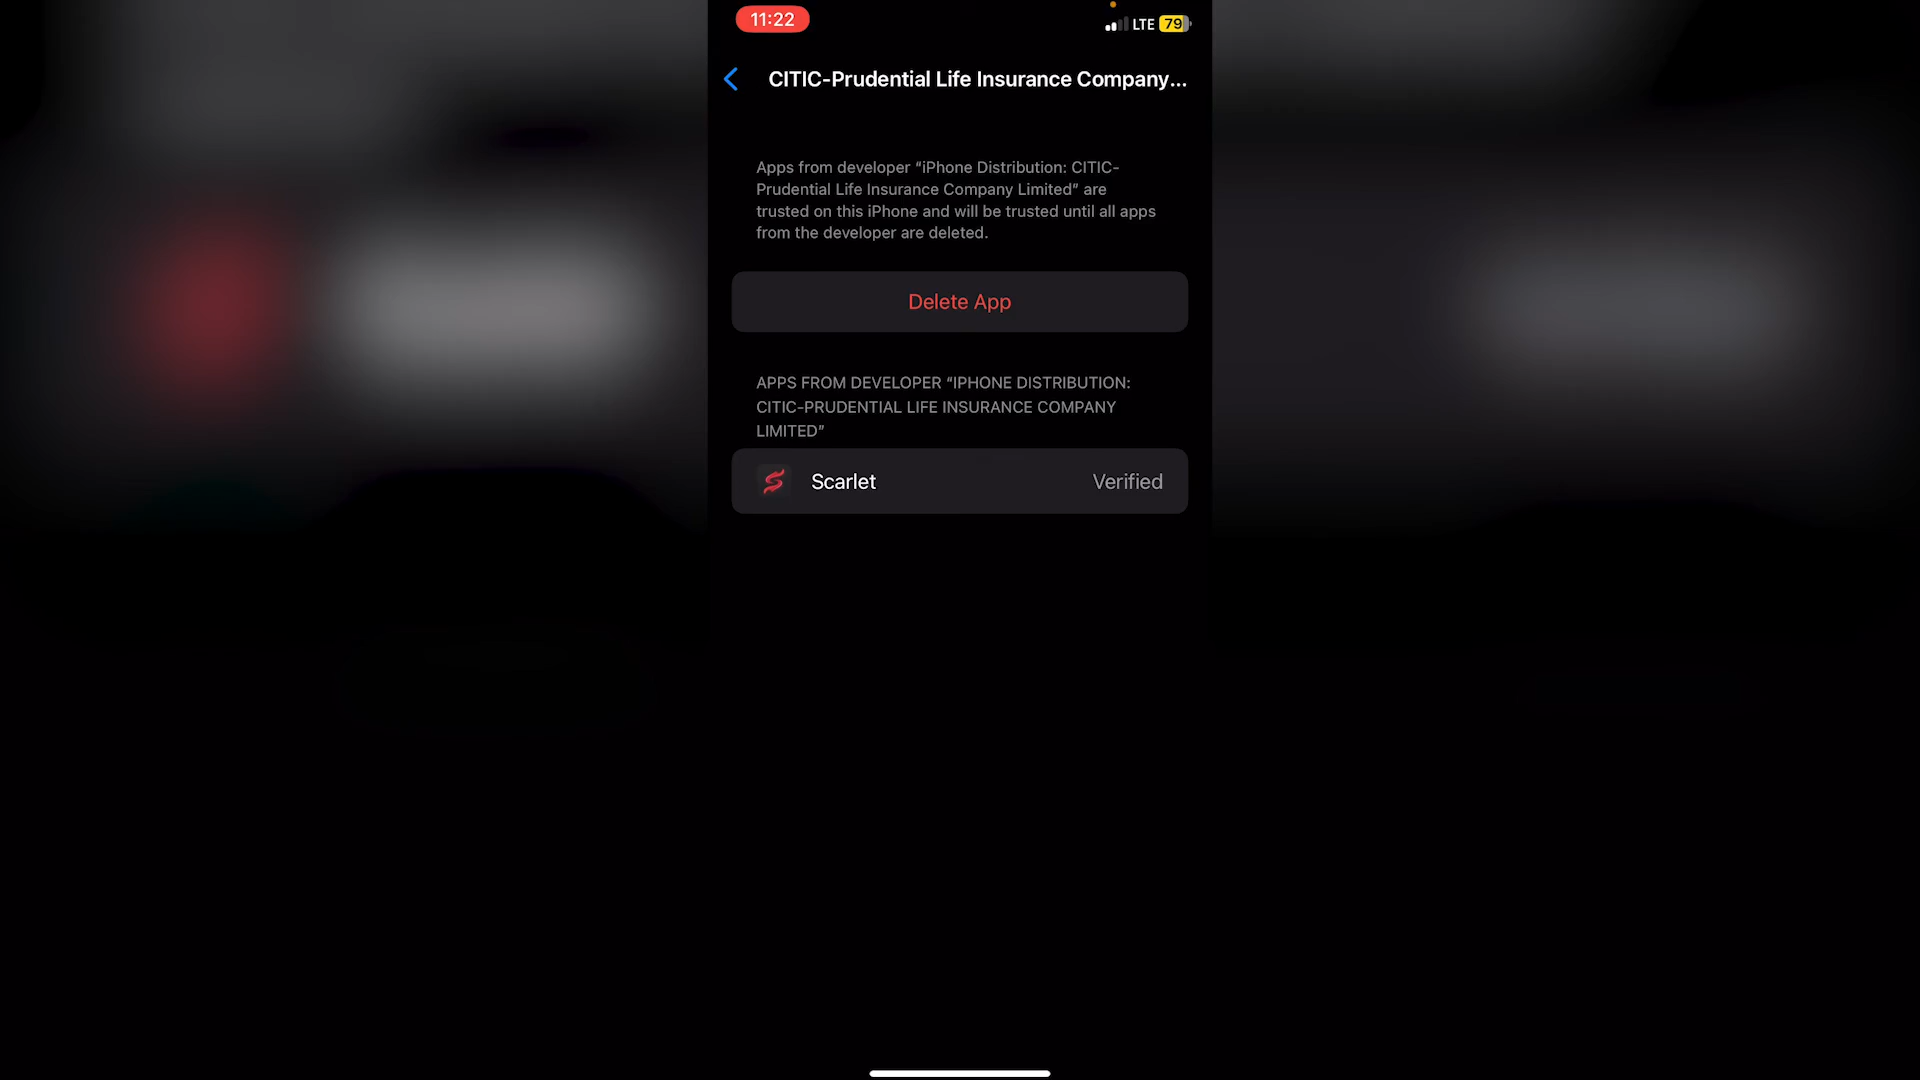 11:22
LTE 79
CITIC-Prudential Life Insurance Company...
Apps from developer “iPhone Distribution: CITIC-
Prudential Life Insurance Company Limited” are
trusted on this iPhone and will be trusted until all apps
from the developer are deleted.
Delete App
APPS FROM DEVELOPER “IPHONE DISTRIBUTION:
CITIC-PRUDENTIAL LIFE INSURANCE COMPANY
LIMITED”
Scarlet Verified